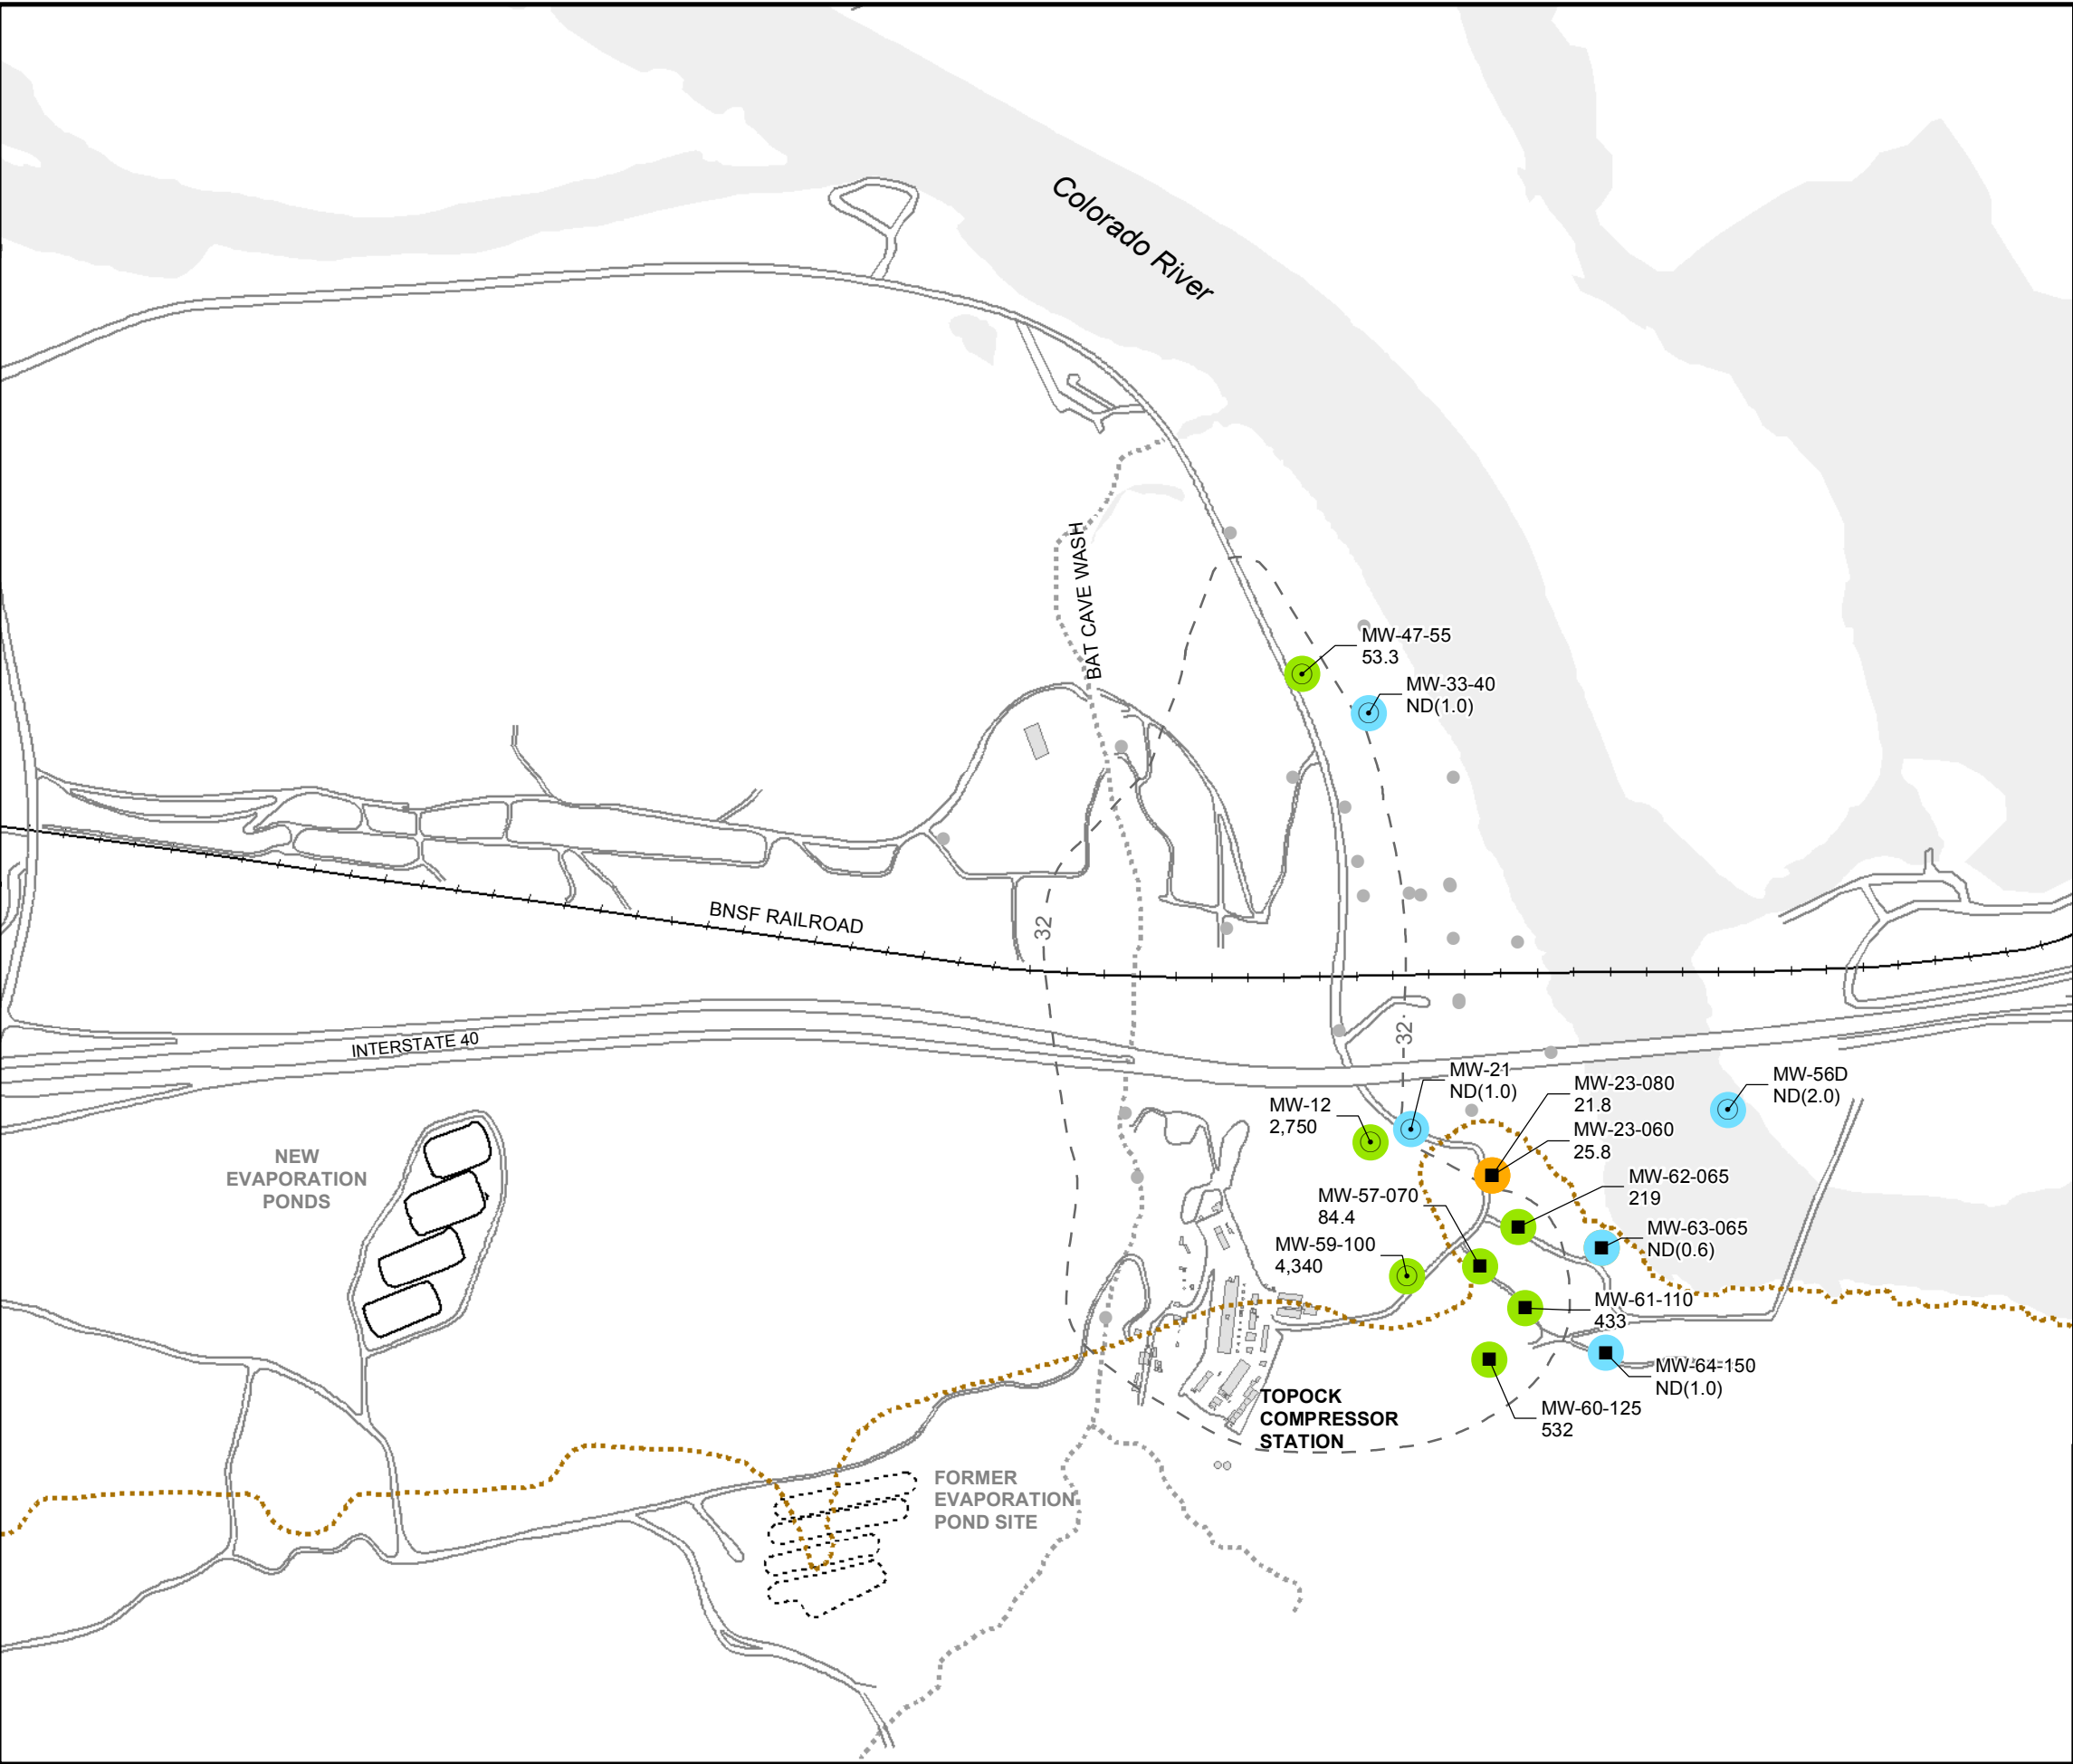 Colorado River
BAT CAVE WASH
MW-47-55
53.3
MW-33-40
ND(1.0)
BNSF RAILROAD
32
32
INTERSTATE 40
MW-21
ND(1.0)
MW-12
2,750
MW-23-080
21.8
MW-23-060
25.8
MW-56D
ND(2.0)
NEW
EVAPORATION
PONDS
MW-62-065
219
MW-57-070
84.4
MW-63-065
ND(0.6)
MW-59-100
4,340
MW-61-110
433
MW-64-150
ND(1.0)
MW-60-125
532
TOPOCK
COMPRESSOR
STATION
FORMER
EVAPORATION
POND SITE